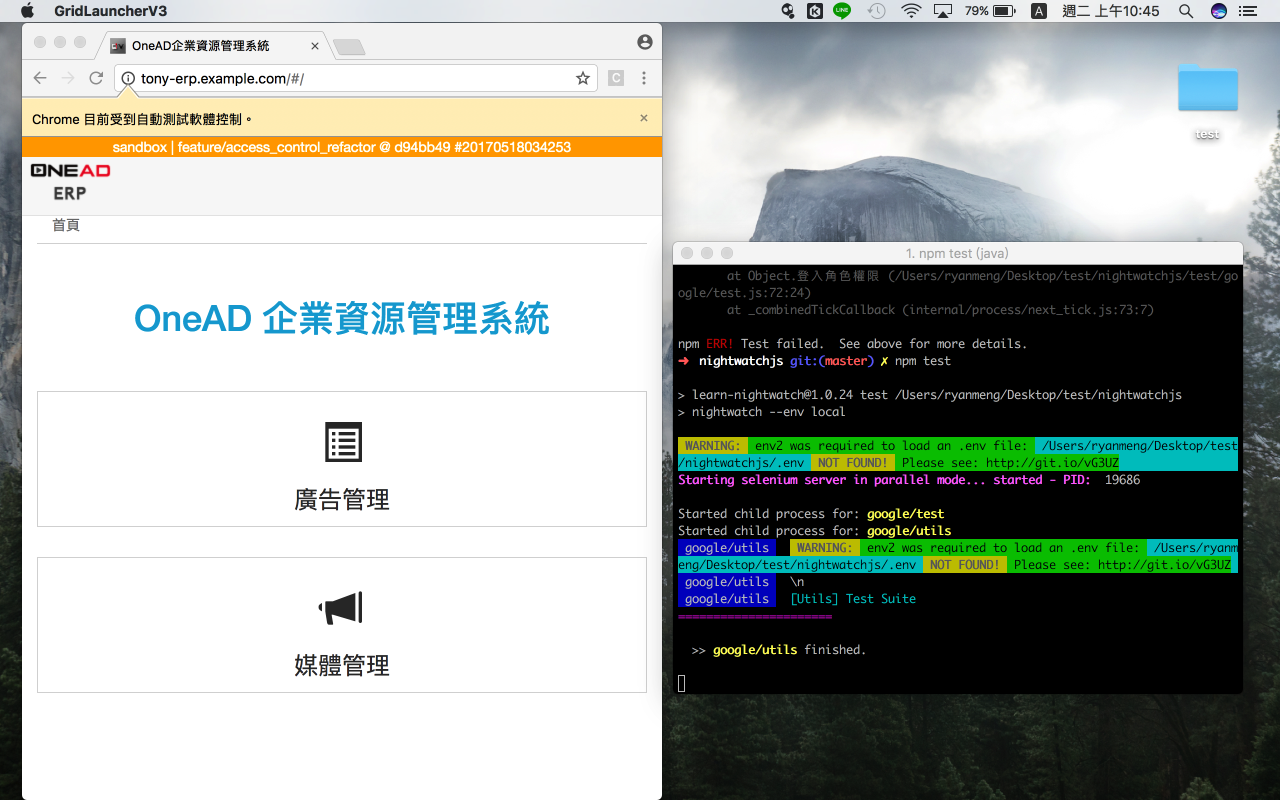 GridLauncherV3
LINE
79%
A
週二 上午10:45
OneAD企業資源管理系統
tony-erp.example.com/#/
C
Chrome 目前受到自動測試軟體控制。
sandbox | feature/access_control_refactor @ d94bb49 #20170518034253
ONEAD
ERP
首頁
OneAD 企業資源管理系統
廣告管理
媒體管理
test
1. npm test (java)
at Object.登入角色權限 (/Users/ryanmeng/Desktop/test/nightwatchjs/test/go
ogle/test.js:72:24)
at _combinedTickCallback (internal/process/next_tick.js:73:7)
npm ERR! Test failed.  See above for more details.
➜  nightwatchjs git:(master) ✗ npm test
> learn-nightwatch@1.0.24 test /Users/ryanmeng/Desktop/test/nightwatchjs
> nightwatch --env local
WARNING:  env2 was required to load an .env file:  /Users/ryanmeng/Desktop/test
/nightwatchjs/.env  NOT FOUND!  Please see: http://git.io/vG3UZ
Starting selenium server in parallel mode... started - PID:  19686
Started child process for: google/test
Started child process for: google/utils
google/utils   WARNING:  env2 was required to load an .env file:  /Users/ryanm
eng/Desktop/test/nightwatchjs/.env  NOT FOUND!  Please see: http://git.io/vG3UZ
google/utils   \n
google/utils   [Utils] Test Suite
======================
>> google/utils finished.